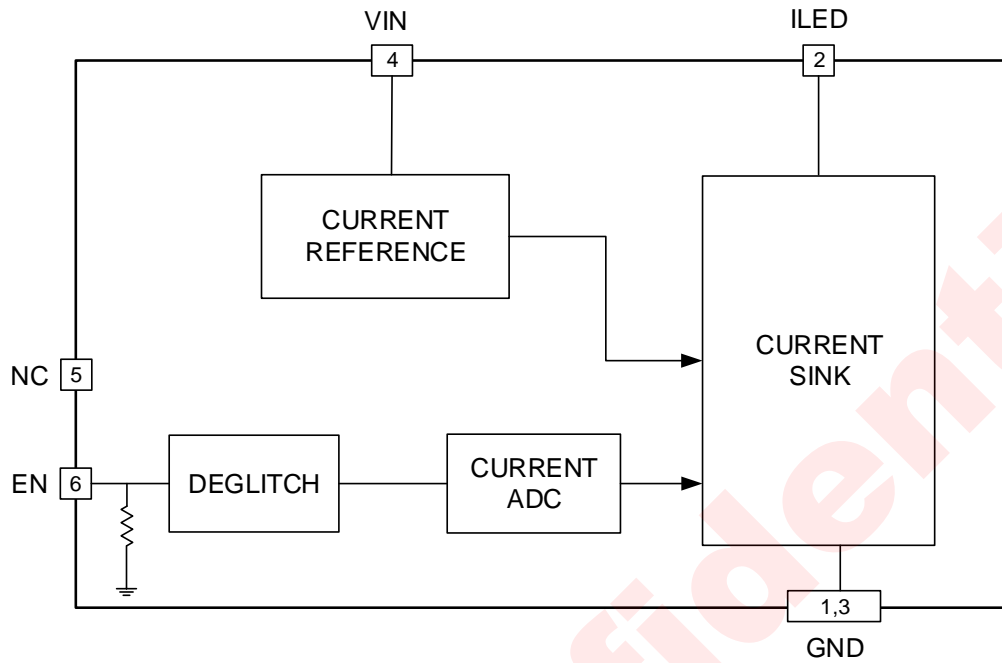 VIN
ILED
4
2
CURRENT
REFERENCE
CURRENT
SINK
NC 5
EN 6
DEGLITCH
CURRENT
ADC
1,3
GND